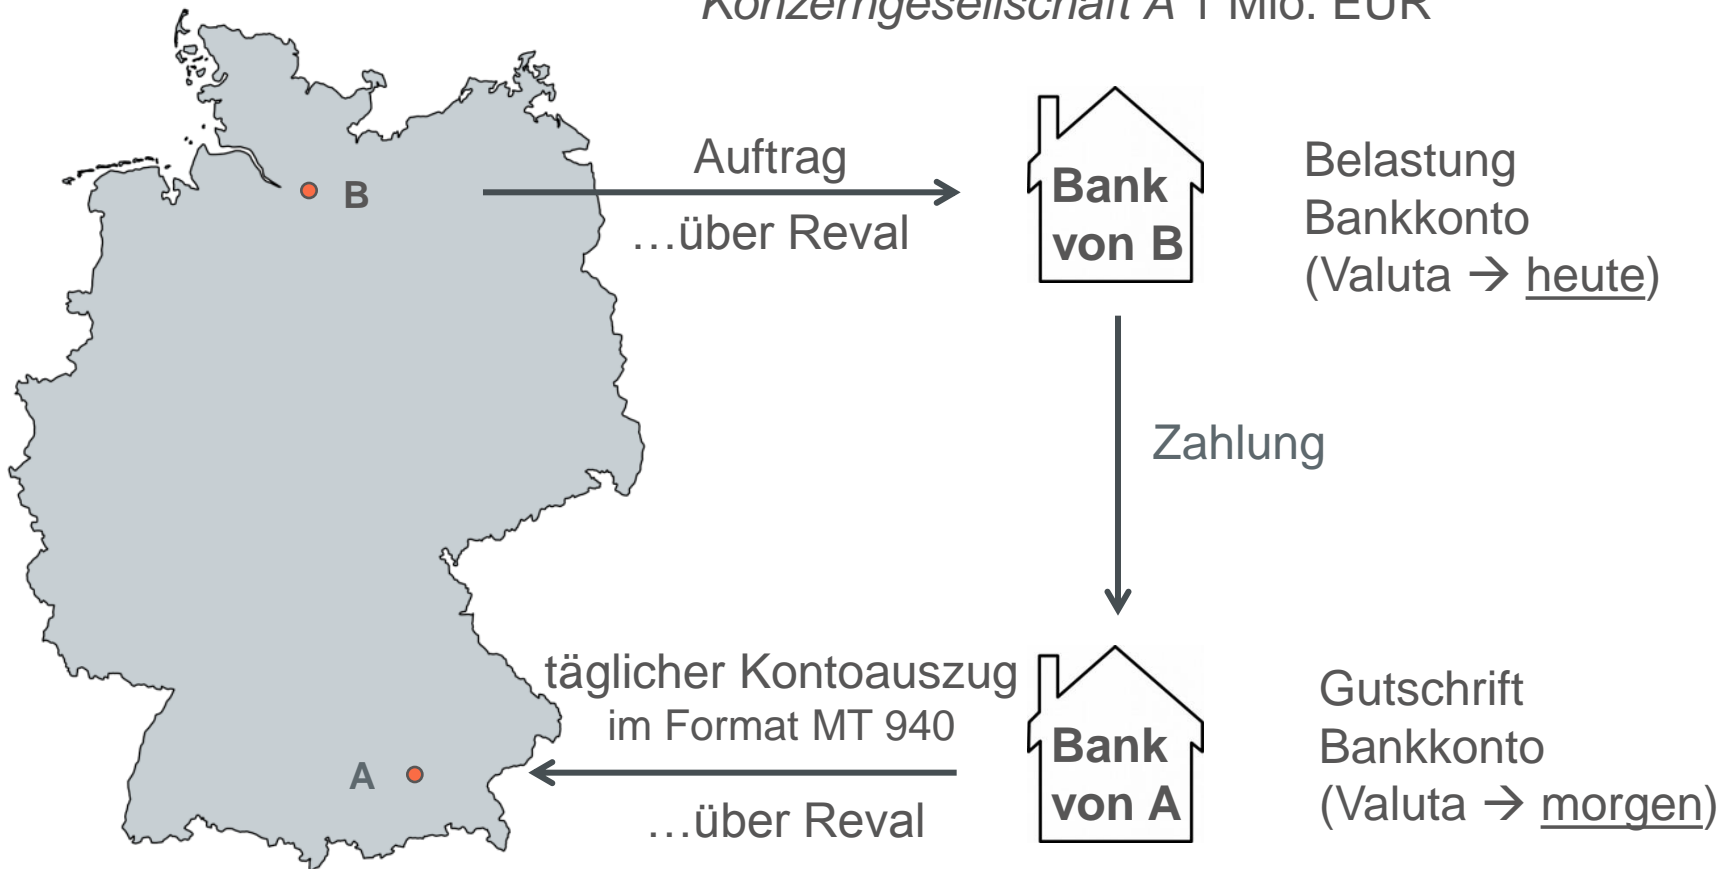 Konzerngesellschaft A 1 Mio. EUR
Auftrag
B
…über Reval
Bank
von B
Belastung
Bankkonto
(Valuta → heute)
Zahlung
täglicher Kontoauszug
im Format MT 940
A
…über Reval
Bank
von A
Gutschrift
Bankkonto
(Valuta → morgen)